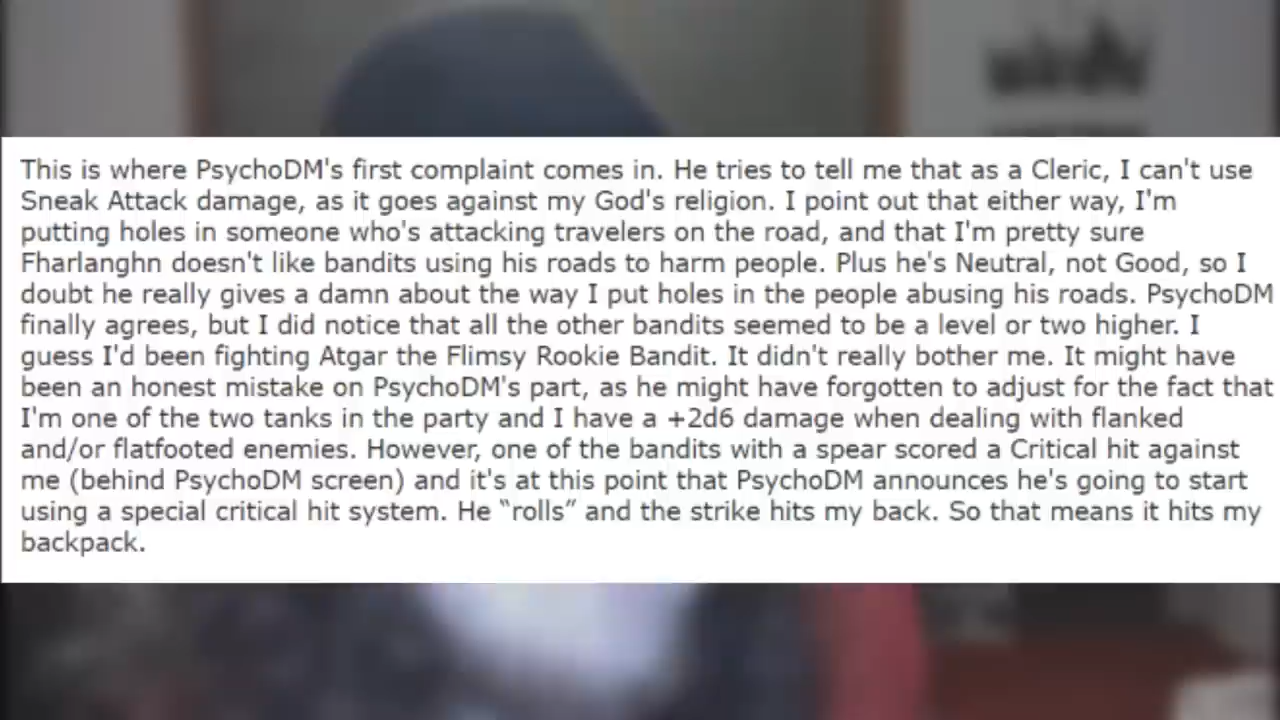 This is where PsychoDM's first complaint comes in. He tries to tell me that as a Cleric, I can't use
Sneak Attack damage, as it goes against my God's religion. I point out that either way, I'm
putting holes in someone who's attacking travelers on the road, and that I'm pretty sure
Fharlanghn doesn't like bandits using his roads to harm people. Plus he's Neutral, not Good, so I
doubt he really gives a damn about the way I put holes in the people abusing his roads. PsychoDM
finally agrees, but I did notice that all the other bandits seemed to be a level or two higher. I
guess I'd been fighting Atgar the Flimsy Rookie Bandit. It didn't really bother me. It might have
been an honest mistake on PsychoDM's part, as he might have forgotten to adjust for the fact that
I'm one of the two tanks in the party and I have a +2d6 damage when dealing with flanked
and/or flatfooted enemies. However, one of the bandits with a spear scored a Critical hit against
me (behind PsychoDM screen) and it's at this point that PsychoDM announces he's going to start
using a special critical hit system. He “rolls” and the strike hits my back. So that means it hits my
backpack.